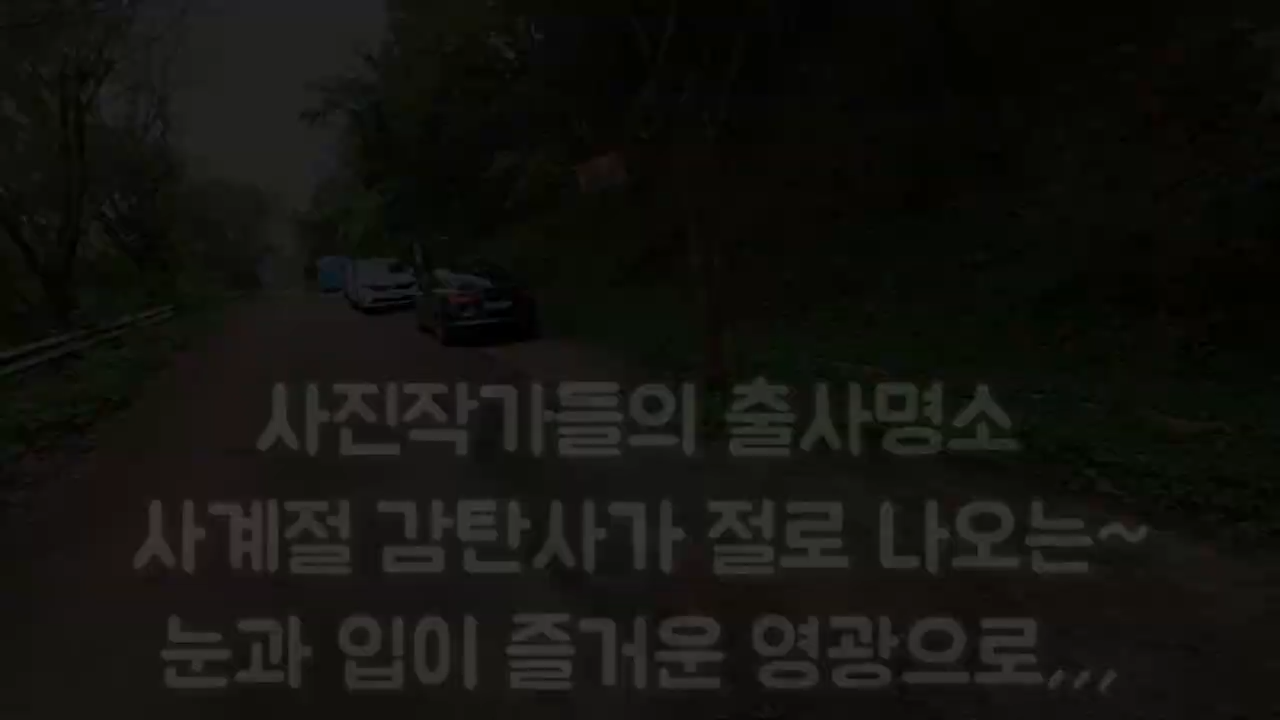 사진작가들의 출사명소
사계절 감탄사가 절로 나오는~
눈과 입이 즐거운 영광으로,,,